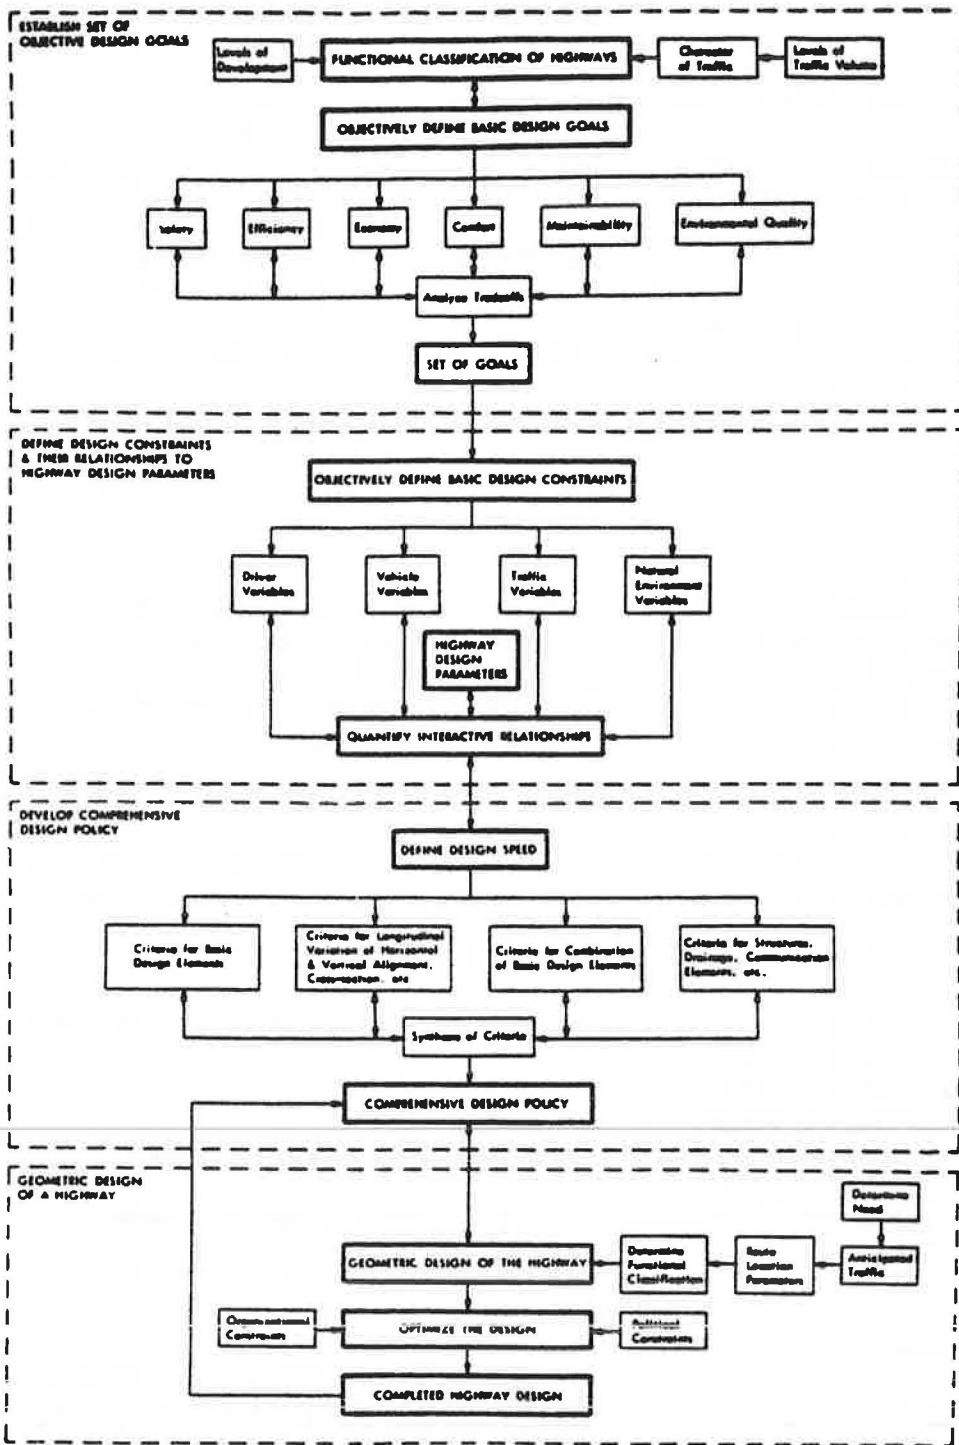 ESTABLISH SET OF
OBJECTIVE DESIGN GOALS
Levels of
Development
FUNCTIONAL CLASSIFICATION OF HIGHWAYS
Character
of Traffic
Levels of
Traffic Volume
OBJECTIVELY DEFINE BASIC DESIGN GOALS
Safety
Efficiency
Economy
Comfort
Maintainability
Environmental Quality
Analyze Tradeoffs
SET OF GOALS
DEFINE DESIGN CONSTRAINTS
& THEIR RELATIONSHIPS TO
HIGHWAY DESIGN PARAMETERS
OBJECTIVELY DEFINE BASIC DESIGN CONSTRAINTS
Driver
Variables
Vehicle
Variables
Traffic
Variables
Natural
Environment
Variables
HIGHWAY
DESIGN
PARAMETERS
QUANTIFY INTERACTIVE RELATIONSHIPS
DEVELOP COMPREHENSIVE
DESIGN POLICY
DEFINE DESIGN SPEED
Criteria for Basic
Design Elements
Criteria for Longitudinal
Variation of Horizontal
& Vertical Alignment,
Cross-section, etc
Criteria for Combination
of Basic Design Elements
Criteria for Structures,
Drainage, Communication
Elements, etc.
Synthesis of Criteria
COMPREHENSIVE DESIGN POLICY
GEOMETRIC DESIGN
OF A HIGHWAY
Determine
Need
GEOMETRIC DESIGN OF THE HIGHWAY
Determine
Functional
Classification
Route
Location
Parameters
Anticipated
Traffic
Organizational
Constraints
OPTIMIZE THE DESIGN
Political
Constraints
COMPLETED HIGHWAY DESIGN